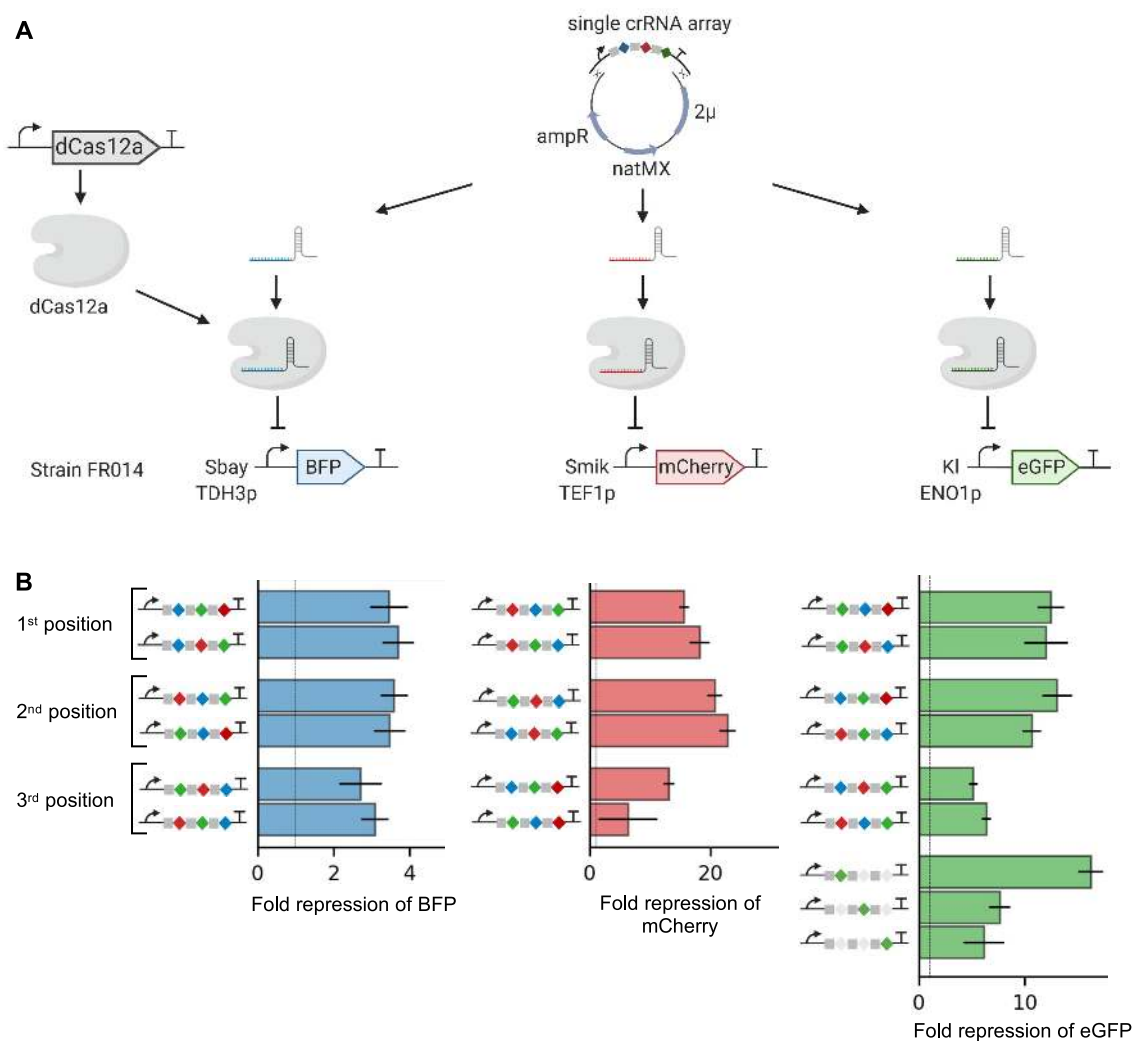 A
single crRNA array
dCas12a
ampR
2μ
natMX
dCas12a
Strain FR014
Sbay
TDH3p
BFP
Smik
TEF1p
mCherry
Kl
ENO1p
eGFP
B
1st position
2nd position
3rd position
0 2 4
Fold repression of BFP
0 20
Fold repression of
mCherry
0 10
Fold repression of eGFP